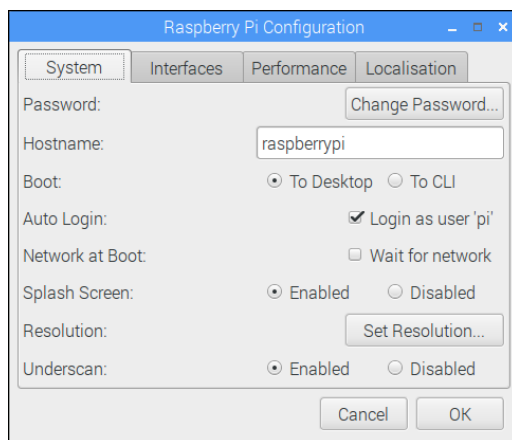 Raspberry Pi Configuration
System Interfaces Performance Localisation
Password: Change Password...
Hostname: raspberrypi
Boot: To Desktop To CLI
Auto Login: Login as user 'pi'
Network at Boot: Wait for network
Splash Screen: Enabled Disabled
Resolution: Set Resolution...
Underscan: Enabled Disabled
Cancel OK